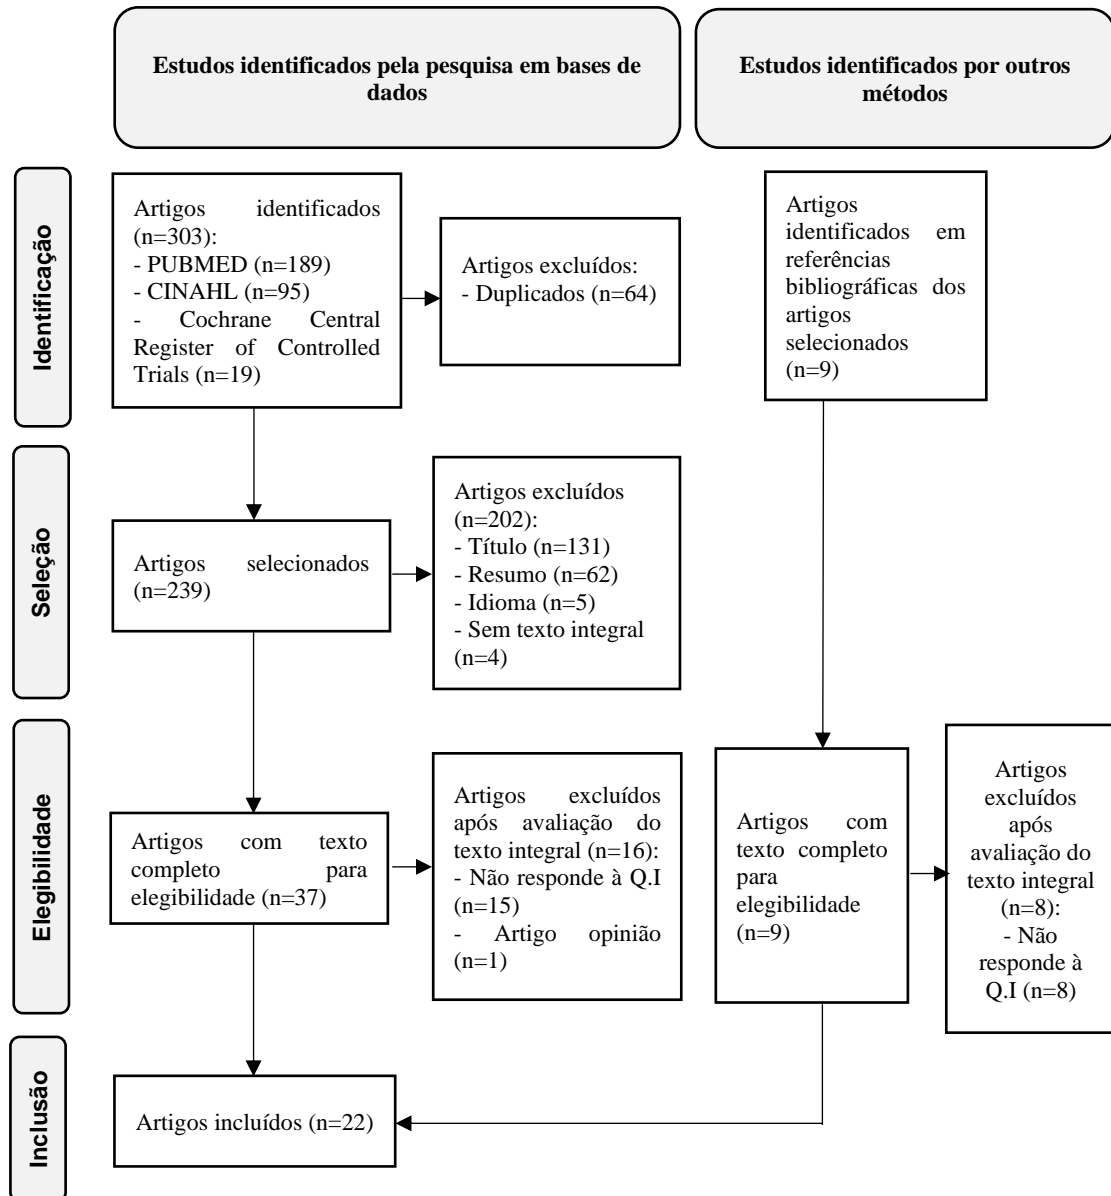 Estudos identificados pela pesquisa em bases de
dados
Estudos identificados por outros
métodos
Identificação
Artigos identificados
(n=303):
- PUBMED (n=189)
- CINAHL (n=95)
- Cochrane Central
Register of Controlled
Trials (n=19)
Artigos excluídos:
- Duplicados (n=64)
Artigos
identificados em
referências
bibliográficas dos
artigos
selecionados
(n=9)
Seleção
Artigos selecionados
(n=239)
Artigos excluídos
(n=202):
- Título (n=131)
- Resumo (n=62)
- Idioma (n=5)
- Sem texto integral
(n=4)
Elegibilidade
Artigos com texto
completo para
elegibilidade (n=37)
Artigos excluídos
após avaliação do
texto integral (n=16):
- Não responde à Q.I
(n=15)
- Artigo opinião
(n=1)
Artigos com
texto completo
para
elegibilidade
(n=9)
Artigos
excluídos
após
avaliação do
texto integral
(n=8):
- Não
responde à
Q.I (n=8)
Inclusão
Artigos incluídos (n=22)